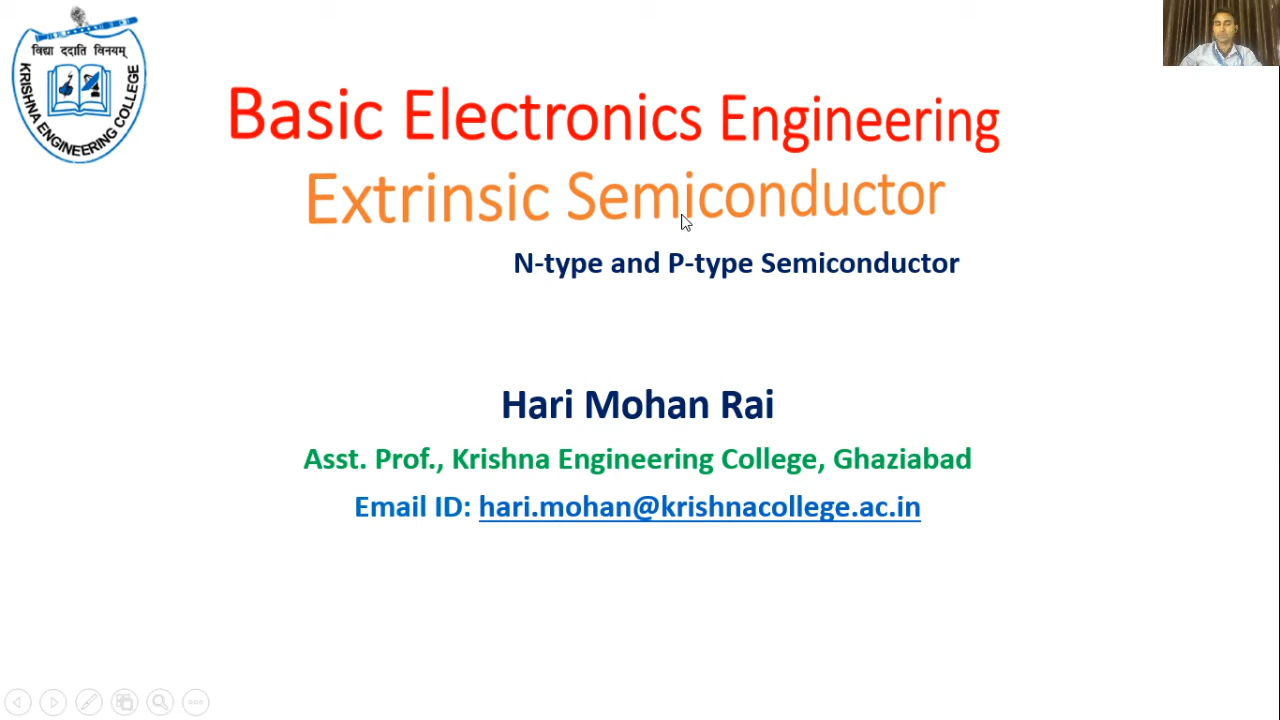 विद्या ददाति विनयम्
KRISHNA ENGINEERING COLLEGE
Basic Electronics Engineering
Extrinsic Semiconductor
N-type and P-type Semiconductor
Hari Mohan Rai
Asst. Prof., Krishna Engineering College, Ghaziabad
Email ID: hari.mohan@krishnacollege.ac.in